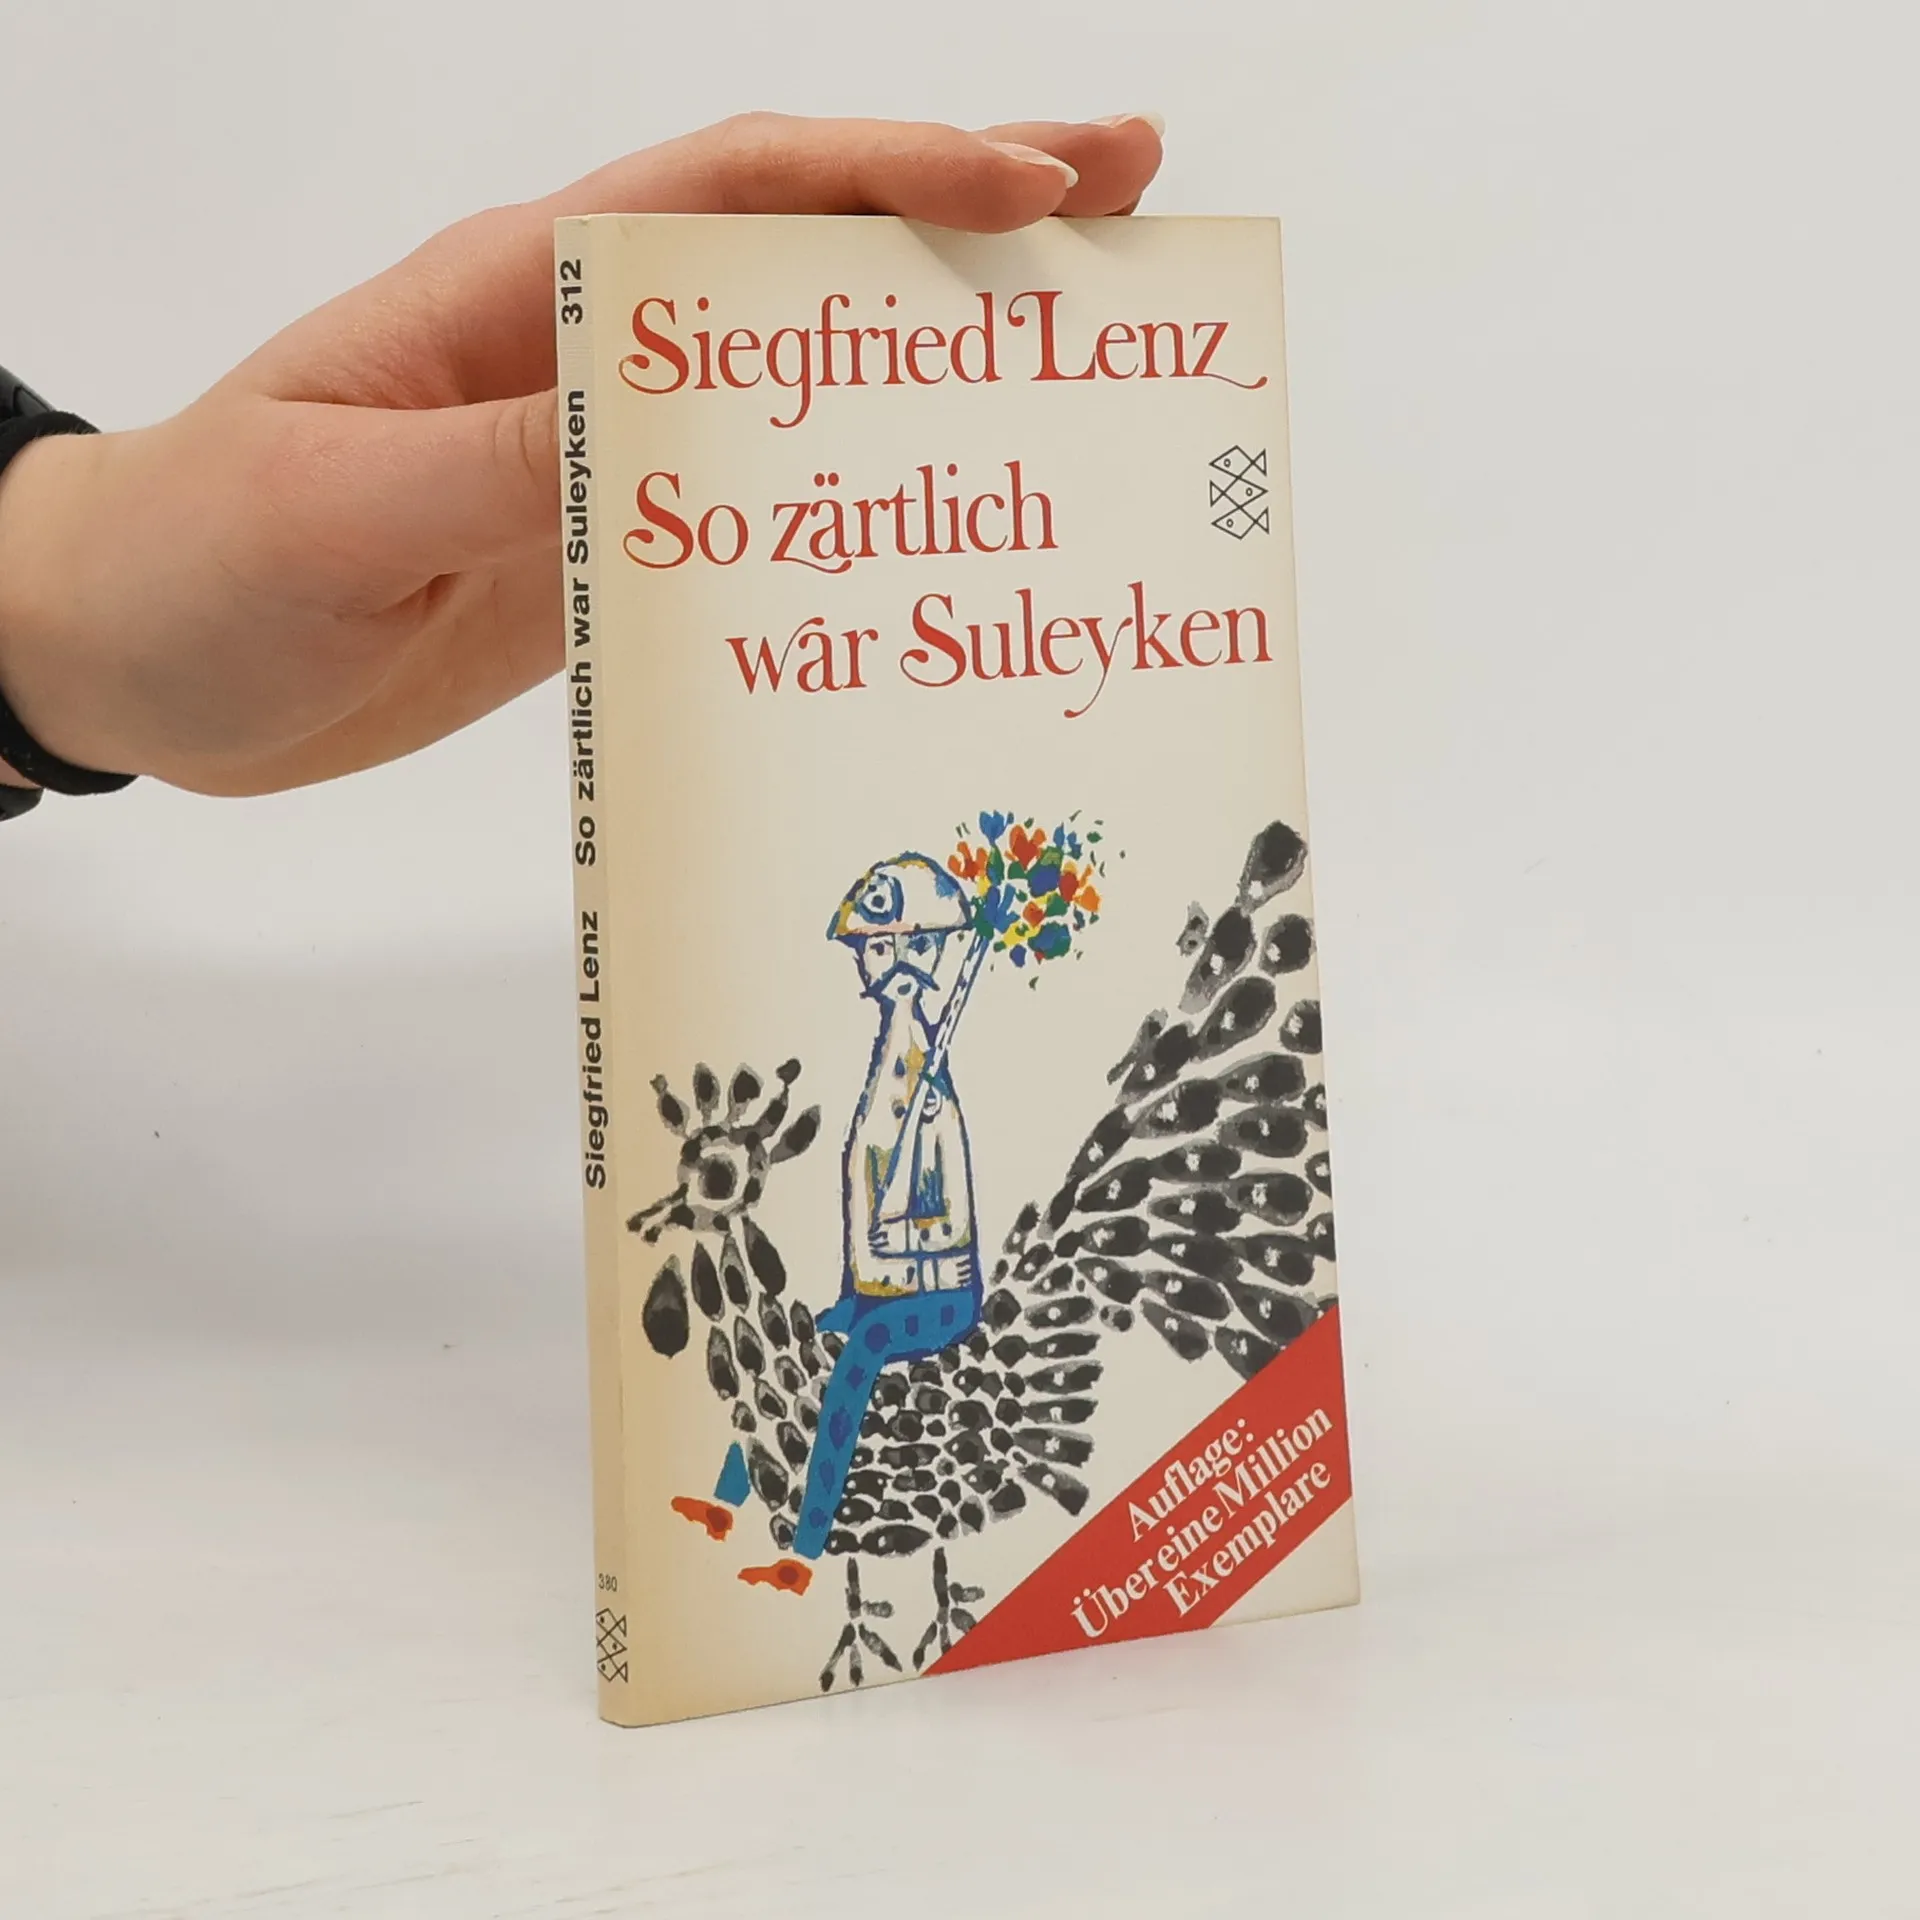 Siegfried Lenz
So zärtlich
war Suleyken
Auflage:
Über eine Million
Exemplare
Siegfried Lenz So zärtlich war Suleyken 312
380